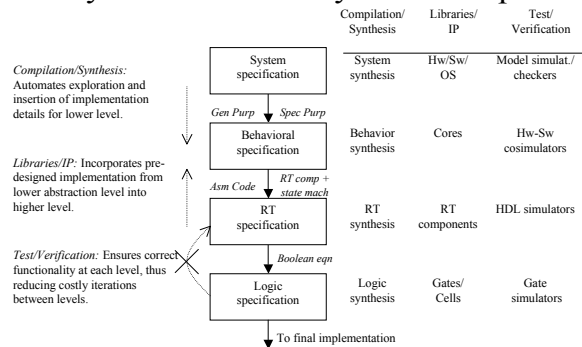 Compilation/ Libraries/ Test/
Synthesis IP Verification
System specification
System synthesis
Hw/Sw/ OS
Model simulat./ checkers
Compilation/Synthesis:
Automates exploration and
insertion of implementation
details for lower level.
Gen Purp Spec Purp
Behavioral specification
Behavior synthesis
Cores
Hw-Sw cosimulators
Libraries/IP: Incorporates pre-
designed implementation from
lower abstraction level into
higher level.
Asm Code
RT comp +
state mach
RT specification
RT synthesis
RT components
HDL simulators
Test/Verification: Ensures correct
functionality at each level, thus
reducing costly iterations
between levels.
Boolean eqn
Logic specification
Logic synthesis
Gates/ Cells
Gate simulators
To final implementation